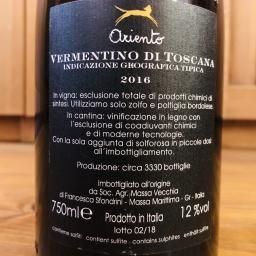 Ariento
VERMENTINO DI TOSCANA
INDICAZIONE GEOGRAFICA TIPICA
2016
In vigna: esclusione totale di prodotti chimici di
sintesi. Utilizziamo solo zolfo e poltiglia bordolese
In cantina: vinificazione in legno con
l'esclusione di coadiuvanti chimici
e di moderne tecnologie.
Con la sola aggiunta di solforosa in piccole dosi
all'imbottigliamento.
Produzione: circa 3330 bottiglie
Imbottigliato all'origine
da Soc. Agr. Massa Vecchia
di Francesca Sfondrini - Massa Marittima - Gr - Italia
750ml e Prodotto in Italia 12%vol
lotto 02/18
contiene solfiti - contient sulfite - contains sulphites - enthält sulfite